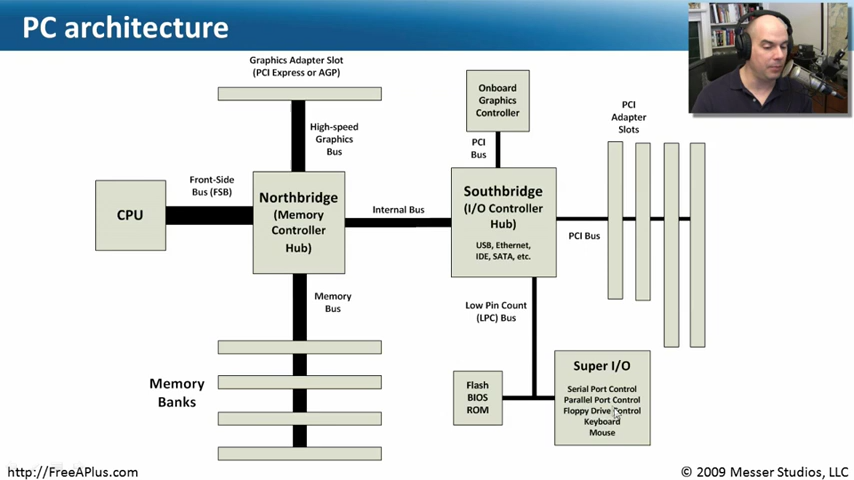 PC architecture
Graphics Adapter Slot
(PCI Express or AGP)
High-speed
Graphics
Bus
Onboard
Graphics
Controller
PCI
Bus
PCI
Adapter
Slots
CPU
Front-Side
Bus (FSB)
Northbridge
(Memory
Controller
Hub)
Internal Bus
Southbridge
(I/O Controller
Hub)
USB, Ethernet,
IDE, SATA, etc.
PCI Bus
Memory
Bus
Low Pin Count
(LPC) Bus
Memory
Banks
Flash
BIOS
ROM
Super I/O
Serial Port Control
Parallel Port Control
Floppy Drive Control
Keyboard
Mouse
http://FreeAPlus.com
© 2009 Messer Studios, LLC